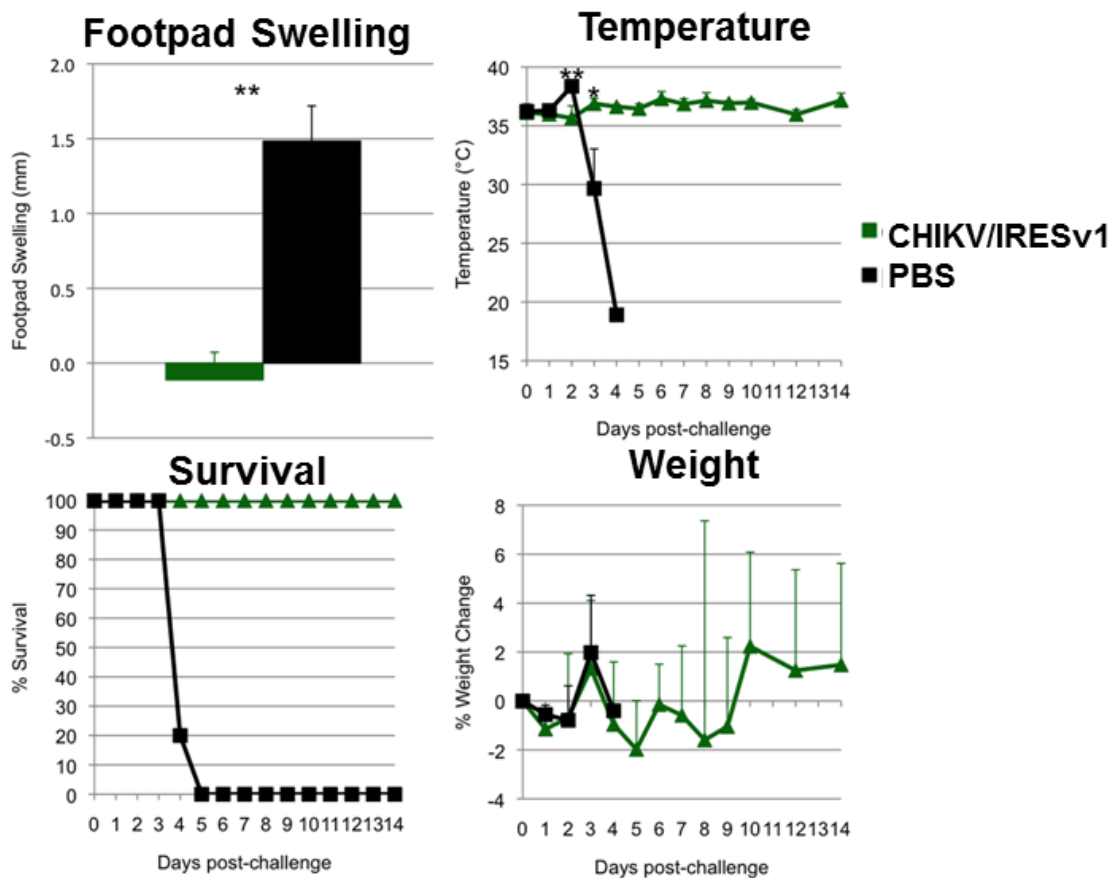 Footpad Swelling
2.0
1.5
1.0
0.5
0.0
-0.5
Footpad Swelling (mm)
**
Temperature
40
35
30
25
20
15
Temperature (°C)
**
*
0 1 2 3 4 5 6 7 8 9 10 11 12 13 14
Days post-challenge
CHIKV/IRESv1
PBS
Survival
100
90
80
70
60
50
40
30
20
10
0
% Survival
0 1 2 3 4 5 6 7 8 9 10 11 12 13 14
Days post-challenge
Weight
8
6
4
2
0
-2
-4
% Weight Change
0 1 2 3 4 5 6 7 8 9 10 11 12 13 14
Days post-challenge